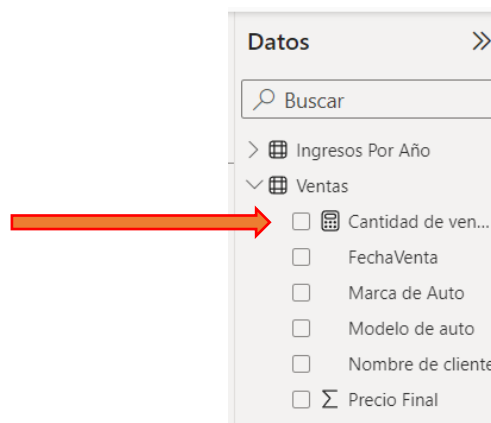 Datos
Buscar
Ingresos Por Año
Ventas
Cantidad de ven...
FechaVenta
Marca de Auto
Modelo de auto
Nombre de cliente
Precio Final